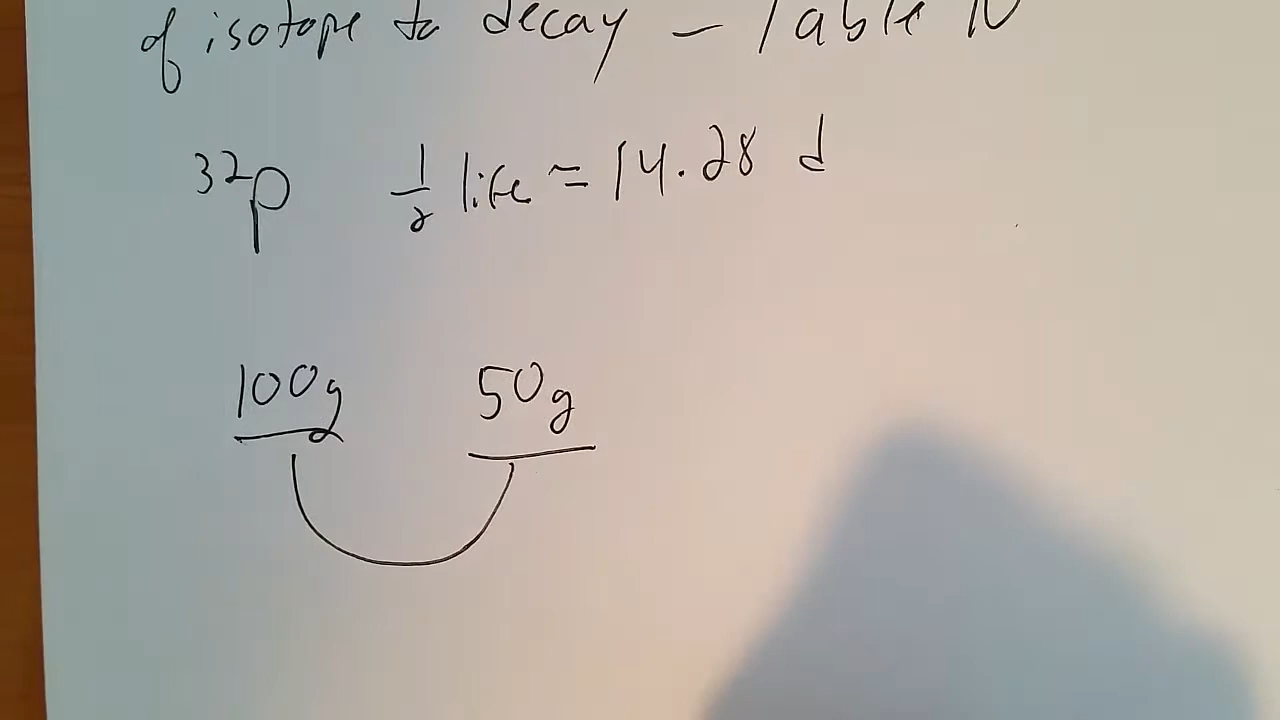 of isotope to decay – Table N
³²P ½ life = 14.28 d
100g 50g